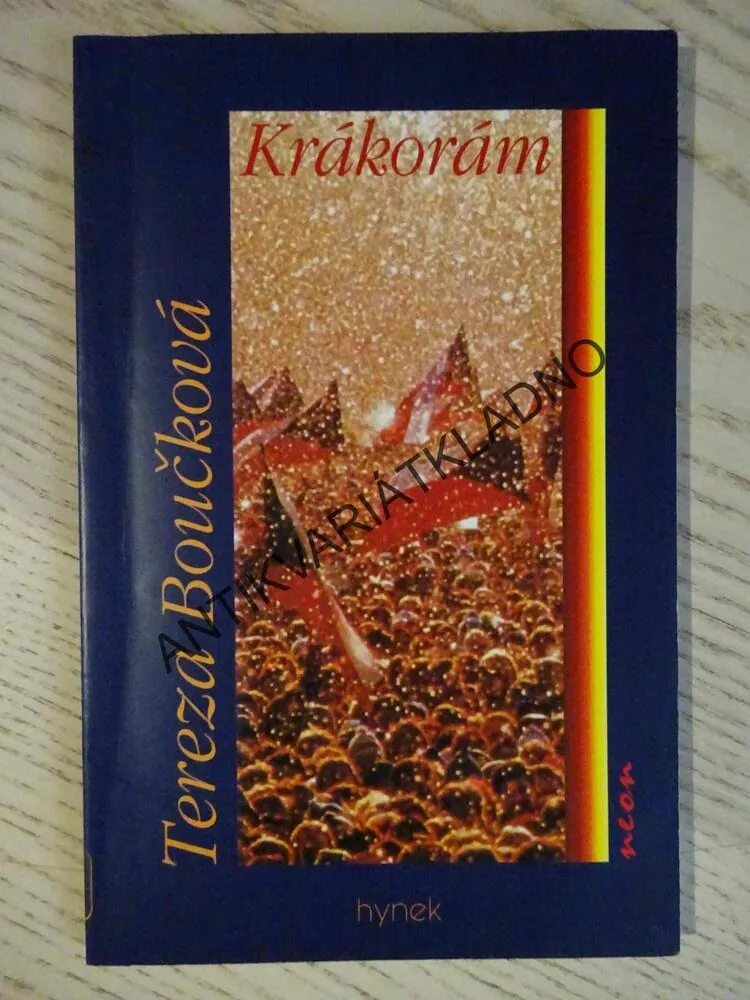 Krákorám
Tereza Boučková
ANTIKVARIÁTKLADNO
neon
hynek